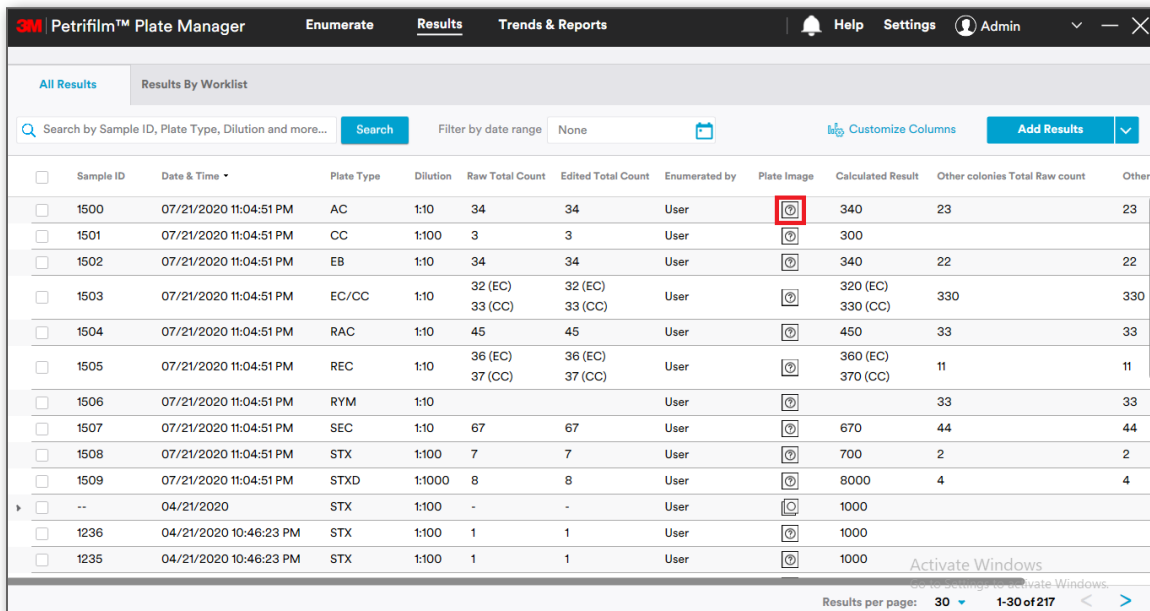 3M Petrifilm™ Plate Manager Enumerate Results Trends & Reports Help Settings Admin
All Results Results By Worklist
Search by Sample ID, Plate Type, Dilution and more... Search Filter by date range None Customize Columns Add Results
Sample ID Date & Time Plate Type Dilution Raw Total Count Edited Total Count Enumerated by Plate Image Calculated Result Other colonies Total Raw count Other
1500 07/21/2020 11:04:51 PM AC 1:10 34 34 User 340 23 23
1501 07/21/2020 11:04:51 PM CC 1:100 3 3 User 300
1502 07/21/2020 11:04:51 PM EB 1:10 34 34 User 340 22 22
32 (EC) 32 (EC) 320 (EC)
1503 07/21/2020 11:04:51 PM EC/CC 1:10 User 330 330
33 (CC) 33 (CC) 330 (CC)
1504 07/21/2020 11:04:51 PM RAC 1:10 45 45 User 450 33 33
36 (EC) 36 (EC) 360 (EC)
1505 07/21/2020 11:04:51 PM REC 1:10 User 11 11
37 (CC) 37 (CC) 370 (CC)
1506 07/21/2020 11:04:51 PM RYM 1:10 User 33 33
1507 07/21/2020 11:04:51 PM SEC 1:10 67 67 User 670 44 44
1508 07/21/2020 11:04:51 PM STX 1:100 7 7 User 700 2 2
1509 07/21/2020 11:04:51 PM STXD 1:1000 8 8 User 8000 4 4
-- 04/21/2020 STX 1:100 - - 1000
1236 04/21/2020 10:46:23 PM STX 1:100 1 1 User 1000
1235 04/21/2020 10:46:23 PM STX 1:100 1 1 User 1000
Activate Windows
Go to Settings to activate Windows.
Results per page: 30 1-30 of 217